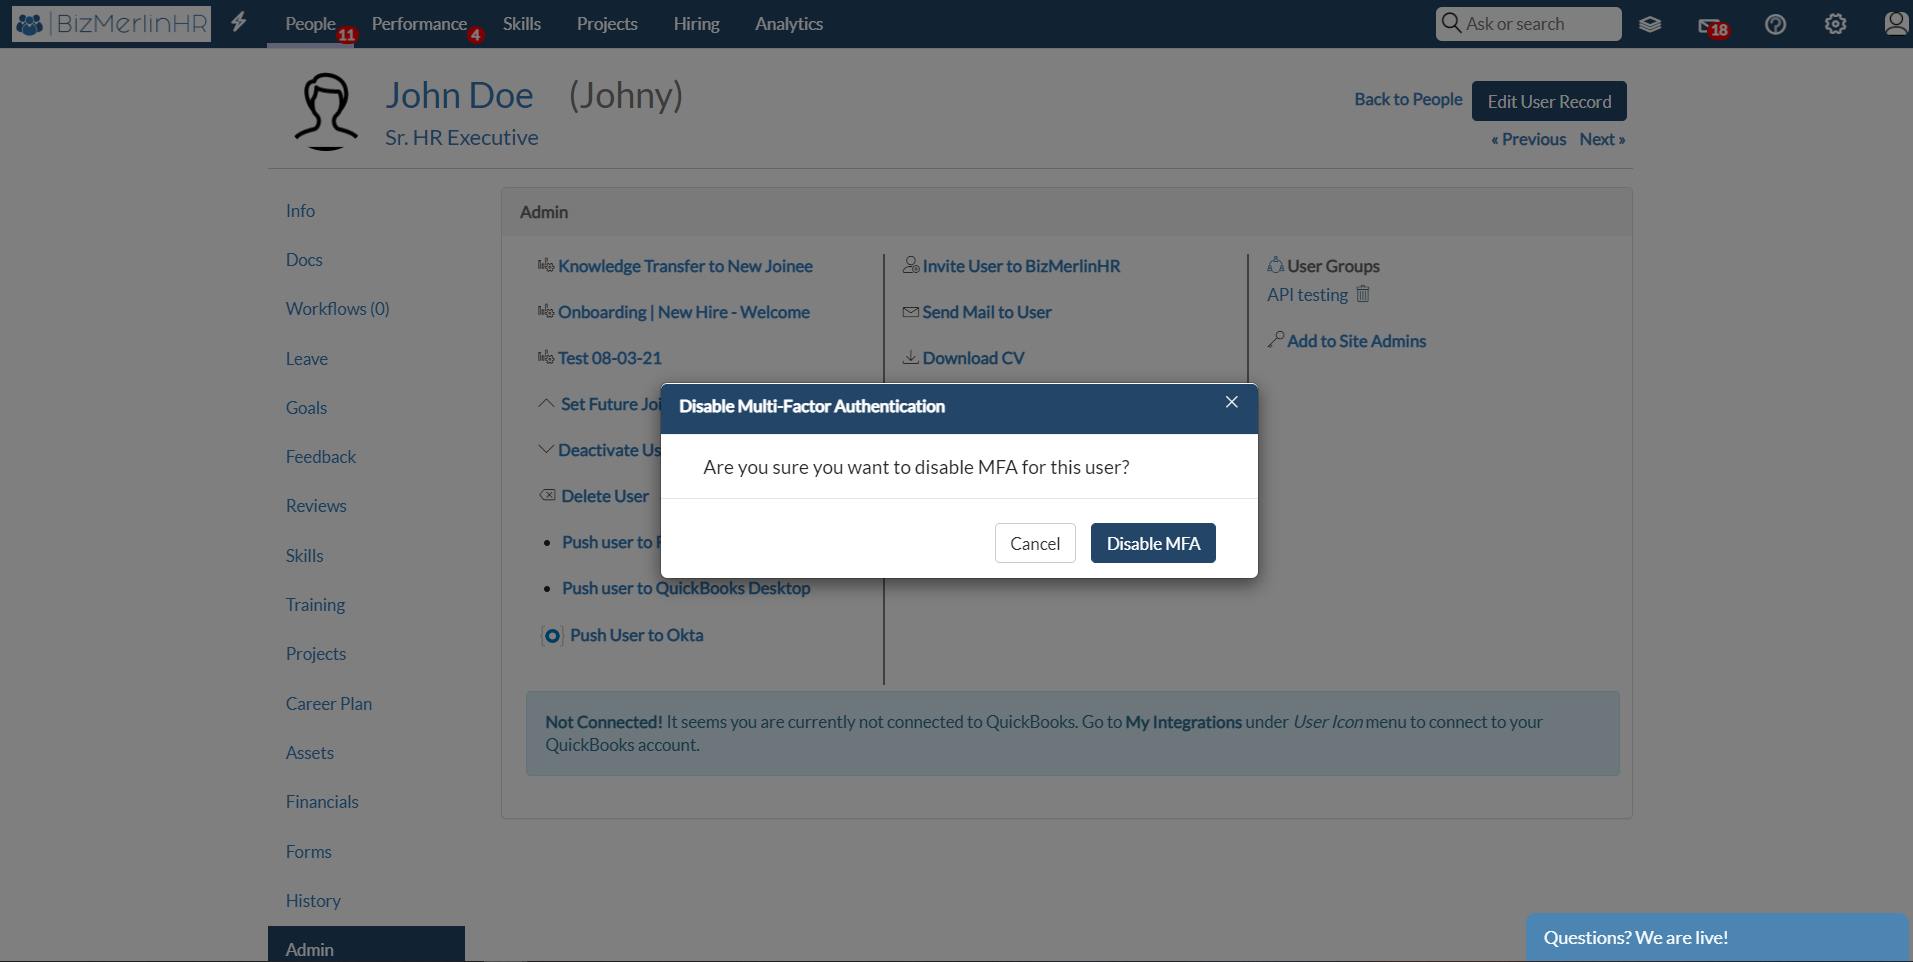 BizMerlinHR
People 11 Performance 4 Skills Projects Hiring Analytics
Ask or search
18
John Doe (Johny)
Sr. HR Executive
Back to People Edit User Record
« Previous Next »
Info
Docs
Workflows (0)
Leave
Goals
Feedback
Reviews
Skills
Training
Projects
Career Plan
Assets
Financials
Forms
History
Admin
Admin
Knowledge Transfer to New Joinee
Onboarding | New Hire - Welcome
Test 08-03-21
Set Future
Deactivate
Delete User
Push user to
Push user to QuickBooks Desktop
Push User to Okta
Invite User to BizMerlinHR
Send Mail to User
Download CV
User Groups
API testing
Add to Site Admins
Disable Multi-Factor Authentication
Are you sure you want to disable MFA for this user?
Cancel Disable MFA
Not Connected! It seems you are currently not connected to QuickBooks. Go to My Integrations under User Icon menu to connect to your
QuickBooks account.
Questions? We are live!